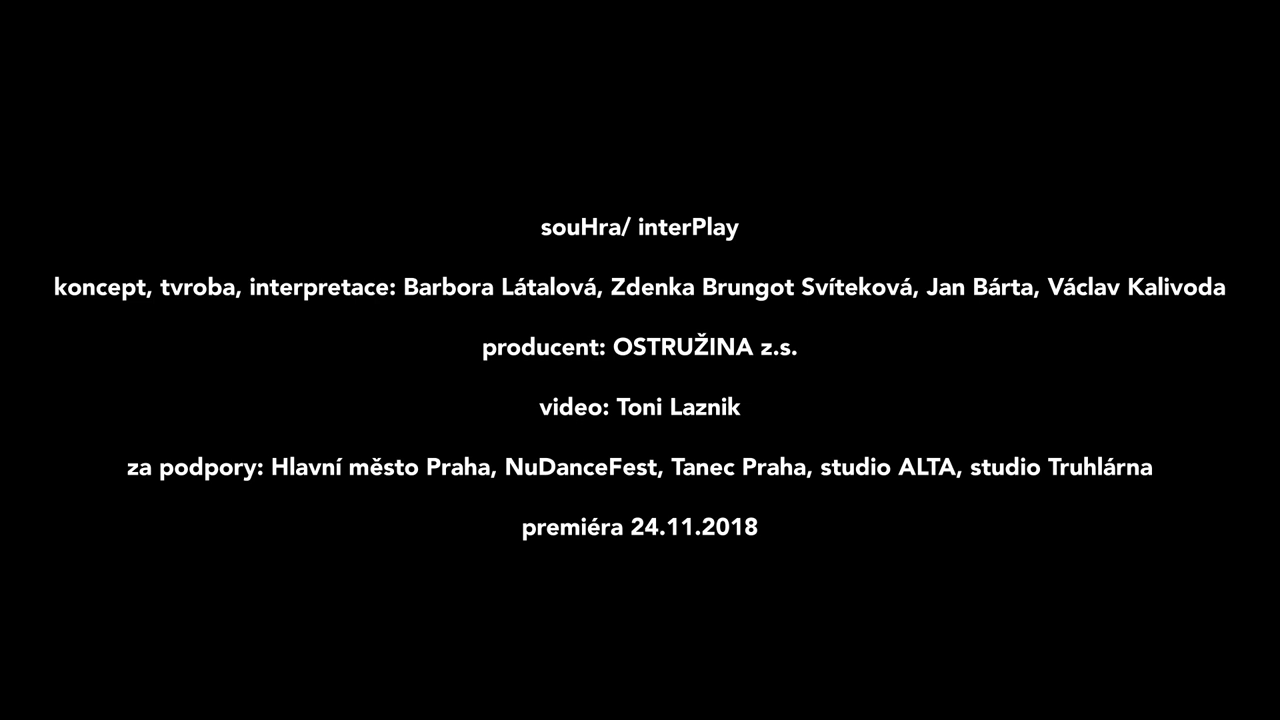 souHra/ interPlay
koncept, tvroba, interpretace: Barbora Látalová, Zdenka Brungot Svíteková, Jan Bárta, Václav Kalivoda
producent: OSTRUŽINA z.s.
video: Toni Laznik
za podpory: Hlavní město Praha, NuDanceFest, Tanec Praha, studio ALTA, studio Truhlárna
premiéra 24.11.2018